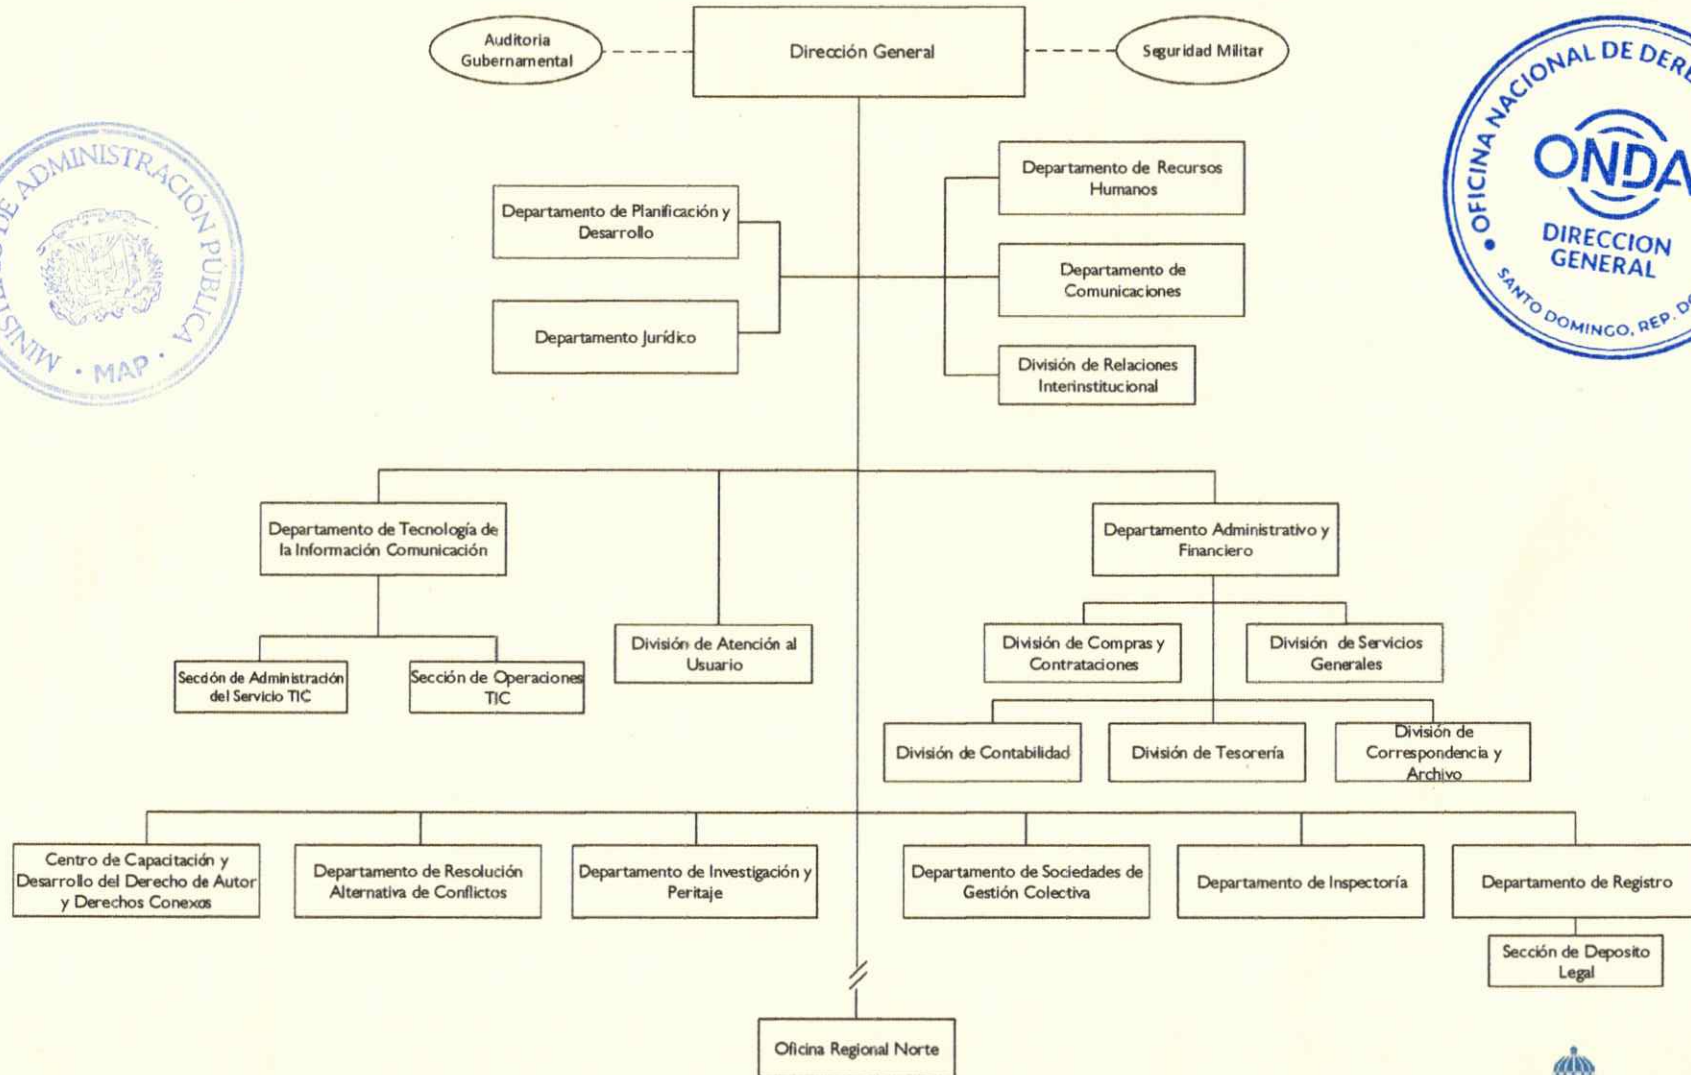 Auditoria
Gubernamental
Dirección General
Seguridad Militar
MINISTERIO DE ADMINISTRACIÓN PÚBLICA
· MAP ·
OFICINA NACIONAL DE
ONDA
DIRECCION
GENERAL
SANTO DOMINGO, REP.
Departamento de Planificación y
Desarrollo
Departamento Jurídico
Departamento de Recursos
Humanos
Departamento de
Comunicaciones
División de Relaciones
Interinstitucional
Departamento de Tecnología de
la Información Comunicación
Sección de Administración
del Servicio TIC
Sección de Operaciones
TIC
División de Atención al
Usuario
Departamento Administrativo y
Financiero
División de Compras y
Contrataciones
División de Servicios
Generales
División de Contabilidad
División de Tesorería
División de
Correspondencia y
Archivo
Centro de Capacitación y
Desarrollo del Derecho de Autor
y Derechos Conexos
Departamento de Resolución
Alternativa de Conflictos
Departamento de Investigación y
Peritaje
Departamento de Sociedades de
Gestión Colectiva
Departamento de Inspectoría
Departamento de Registro
Sección de Deposito
Legal
Oficina Regional Norte